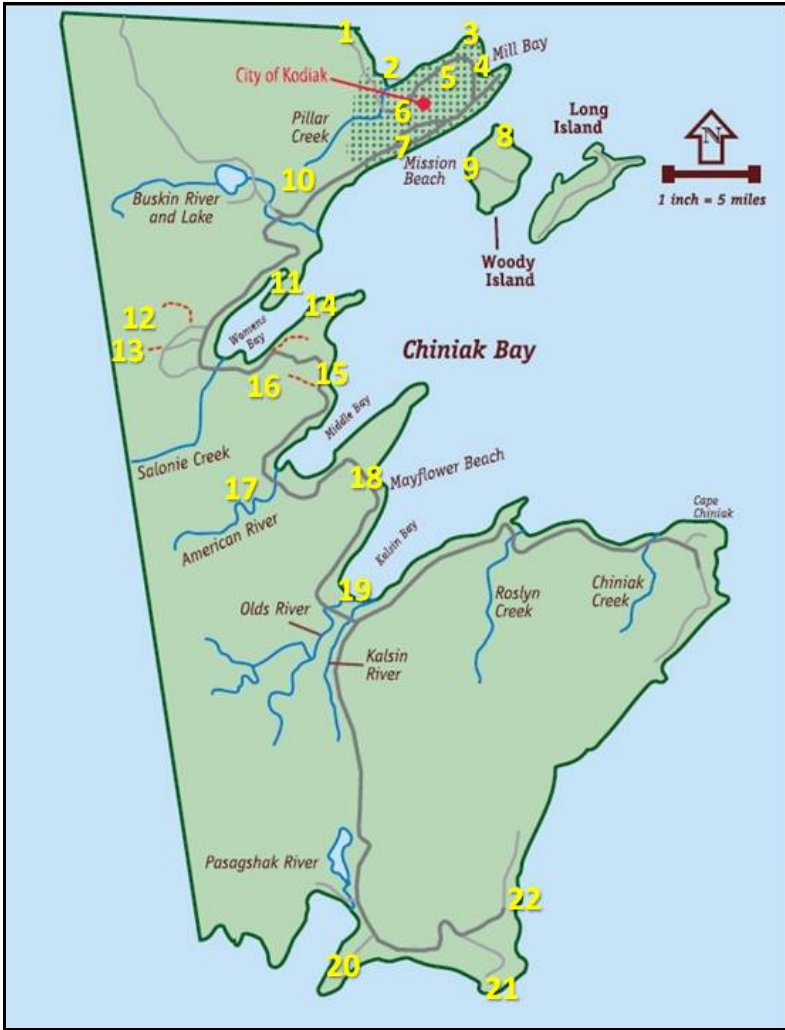 1
3
2
Mill Bay
4
5
City of Kodiak
6
Pillar
Creek
7
Mission
Beach
8
9
Long
Island
N
1 inch = 5 miles
10
Buskin River
and Lake
Woody
Island
11
12
14
Womens
Bay
13
Chiniak Bay
15
16
Middle Bay
Salonie Creek
17
18
Mayflower Beach
American River
Kalsin Bay
Cape
Chiniak
19
Olds River
Roslyn
Creek
Chiniak
Creek
Kalsin
River
Pasagshak River
22
20
21